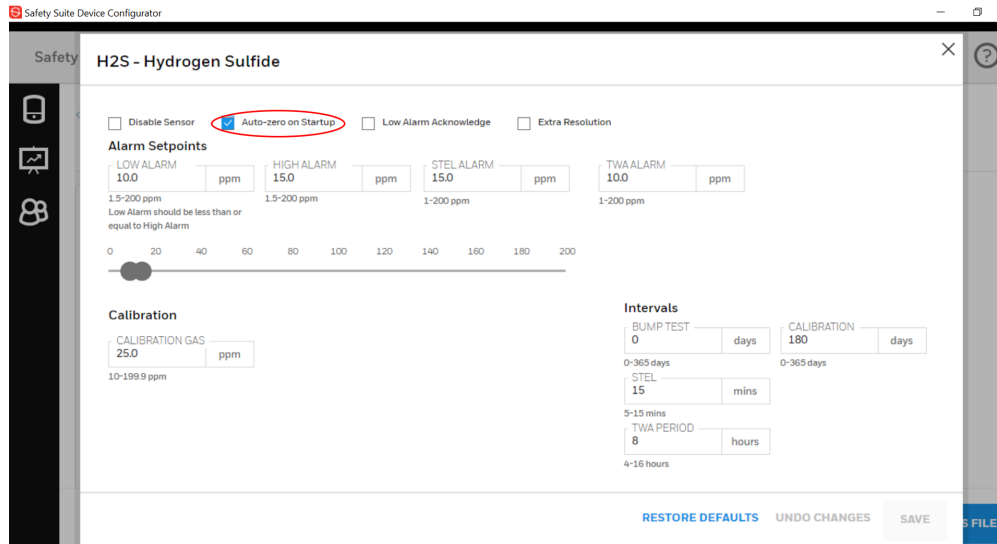 Safety Suite Device Configurator
Safety
H2S - Hydrogen Sulfide
?
Disable Sensor Auto-zero on Startup Low Alarm Acknowledge Extra Resolution
Alarm Setpoints
LOW ALARM HIGH ALARM STEL ALARM TWA ALARM
10.0 ppm 15.0 ppm 15.0 ppm 10.0 ppm
1.5-200 ppm 1.5-200 ppm 1-200 ppm 1-200 ppm
Low Alarm should be less than or
equal to High Alarm
0 20 40 60 80 100 120 140 160 180 200
Calibration
CALIBRATION GAS
25.0 ppm
10-199.9 ppm
Intervals
BUMP TEST CALIBRATION
0 days 180 days
0-365 days 0-365 days
STEL
15 mins
5-15 mins
TWA PERIOD
8 hours
4-16 hours
RESTORE DEFAULTS UNDO CHANGES SAVE
S FILE